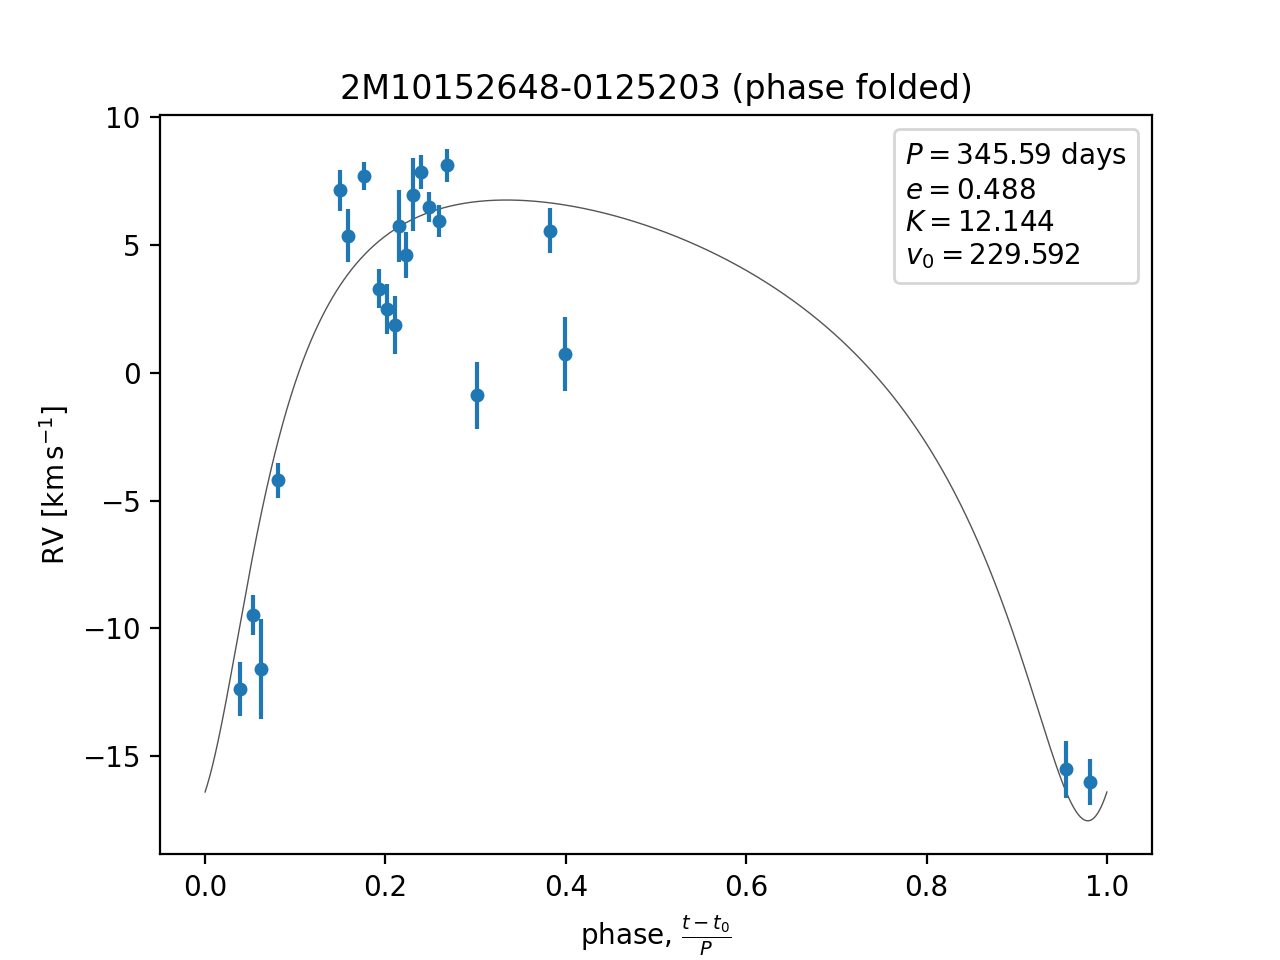 2M10152648-0125203 (phase folded)
P = 345.59 days
e = 0.488
K = 12.144
v₀ = 229.592
10
5
0
−5
−10
−15
RV [km s⁻¹]
0.0 0.2 0.4 0.6 0.8 1.0
phase, (t − t₀)/P